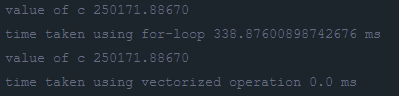 value of c 250171.88670
time taken using for-loop 338.87600898742676 ms
value of c 250171.88670
time taken using vectorized operation 0.0 ms